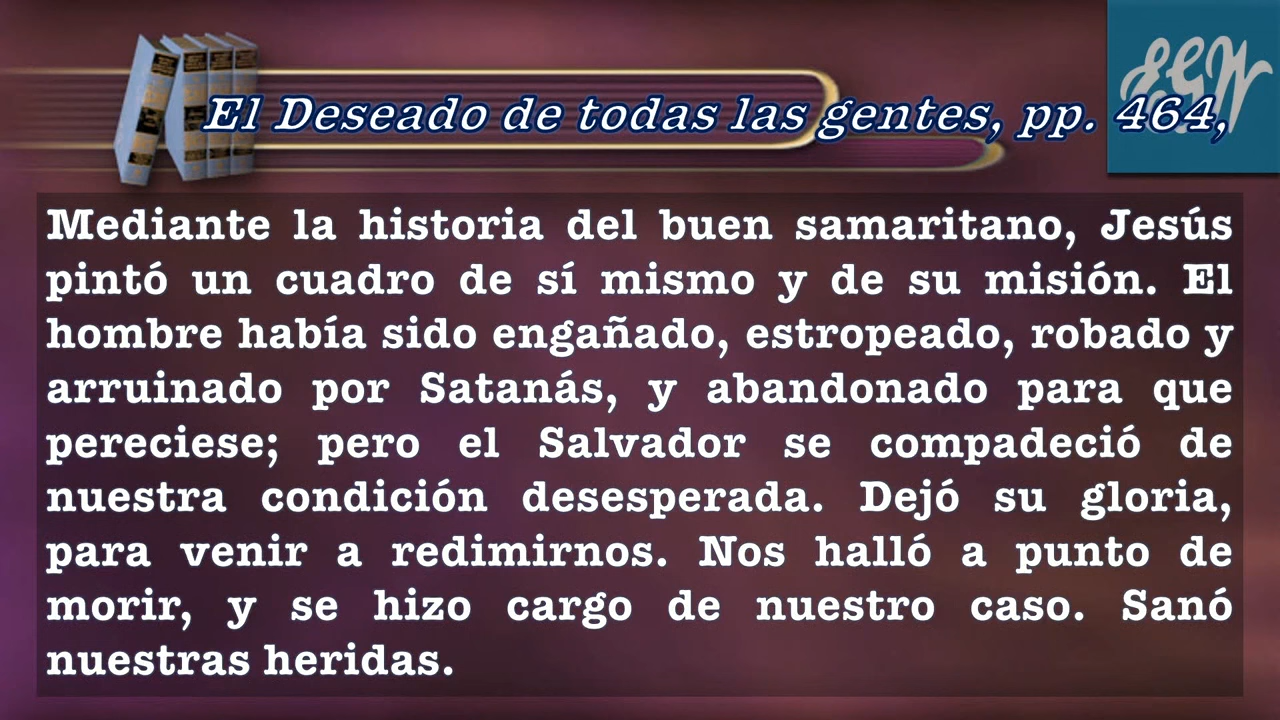 El Deseado de todas las gentes, pp. 464,
EGW
Mediante la historia del buen samaritano, Jesús
pintó un cuadro de sí mismo y de su misión. El
hombre había sido engañado, estropeado, robado y
arruinado por Satanás, y abandonado para que
pereciese; pero el Salvador se compadeció de
nuestra condición desesperada. Dejó su gloria,
para venir a redimirnos. Nos halló a punto de
morir, y se hizo cargo de nuestro caso. Sanó
nuestras heridas.